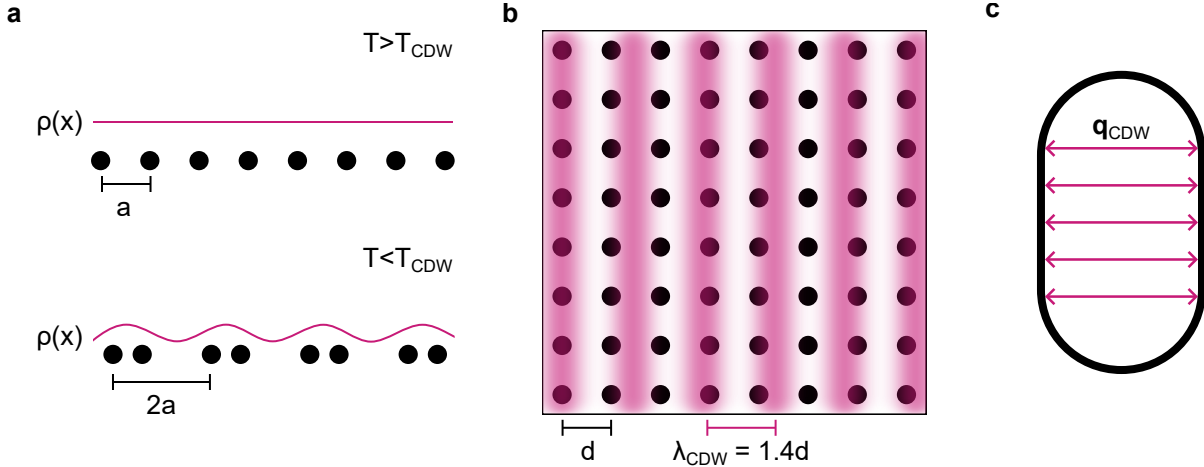 a
T>T_CDW
ρ(x)
a
T<T_CDW
ρ(x)
2a
b
d
λ_CDW = 1.4d
c
q_CDW